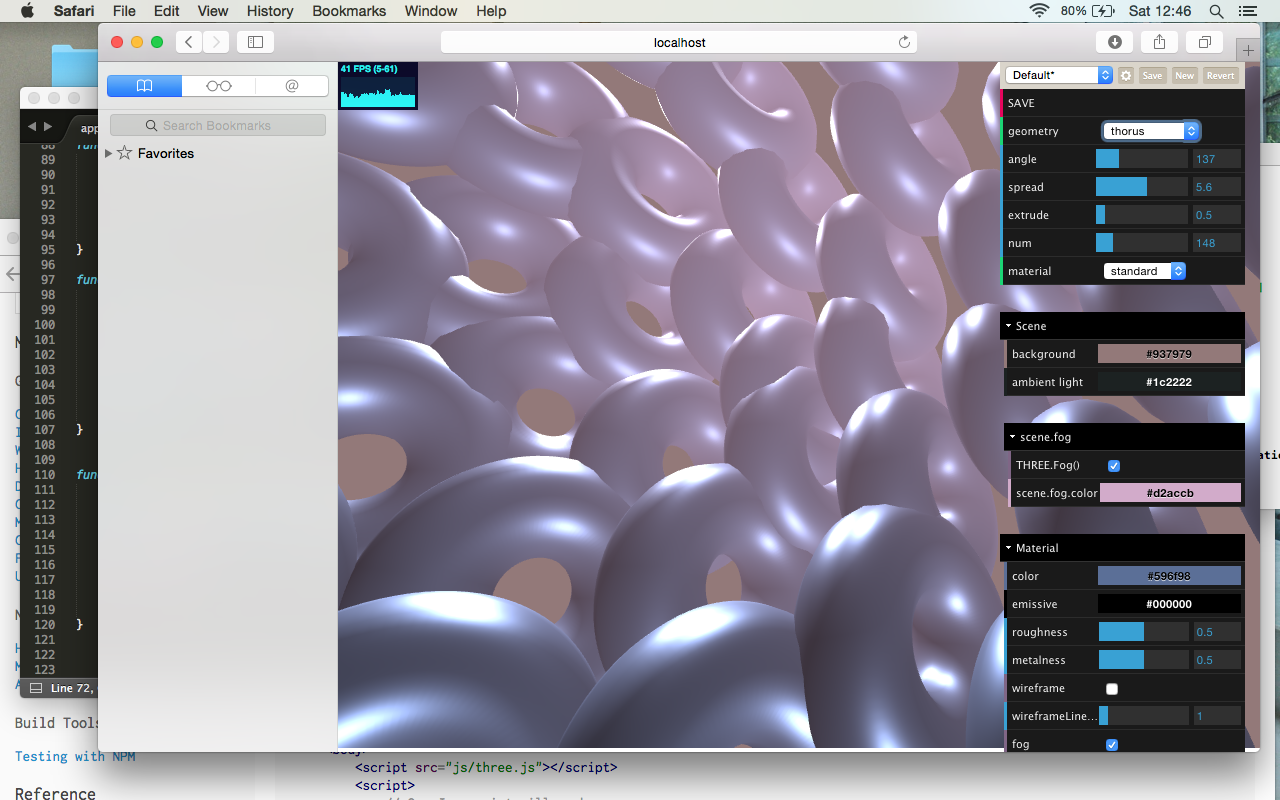 Safari File Edit View History Bookmarks Window Help 80% Sat 12:46
localhost
app
Search Bookmarks
Favorites
41 FPS (5-61)
Default* Save New Revert
SAVE
geometry thorus
angle 137
spread 5.6
extrude 0.5
num 148
material standard
Scene
background #937979
ambient light #1c2222
scene.fog
THREE.Fog()
scene.fog.color #d2accb
Material
color #596f98
emissive #000000
roughness 0.5
metalness 0.5
wireframe
wireframeLine... 1
fog
88 fun
89
90
91
92
93
94
95 }
96
97 fun
98
99
100
101
102
103
104
105
106
107 }
108
109
110 fun
111
112
113
114
115
116
117
118
119
120 }
121
122
123
Line 72,
Build Tools
Testing with NPM
Reference
<script src="js/three.js"></script>
<script>